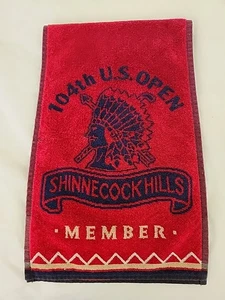 104th U.S. OPEN
SHINNECOCK HILLS
· MEMBER ·